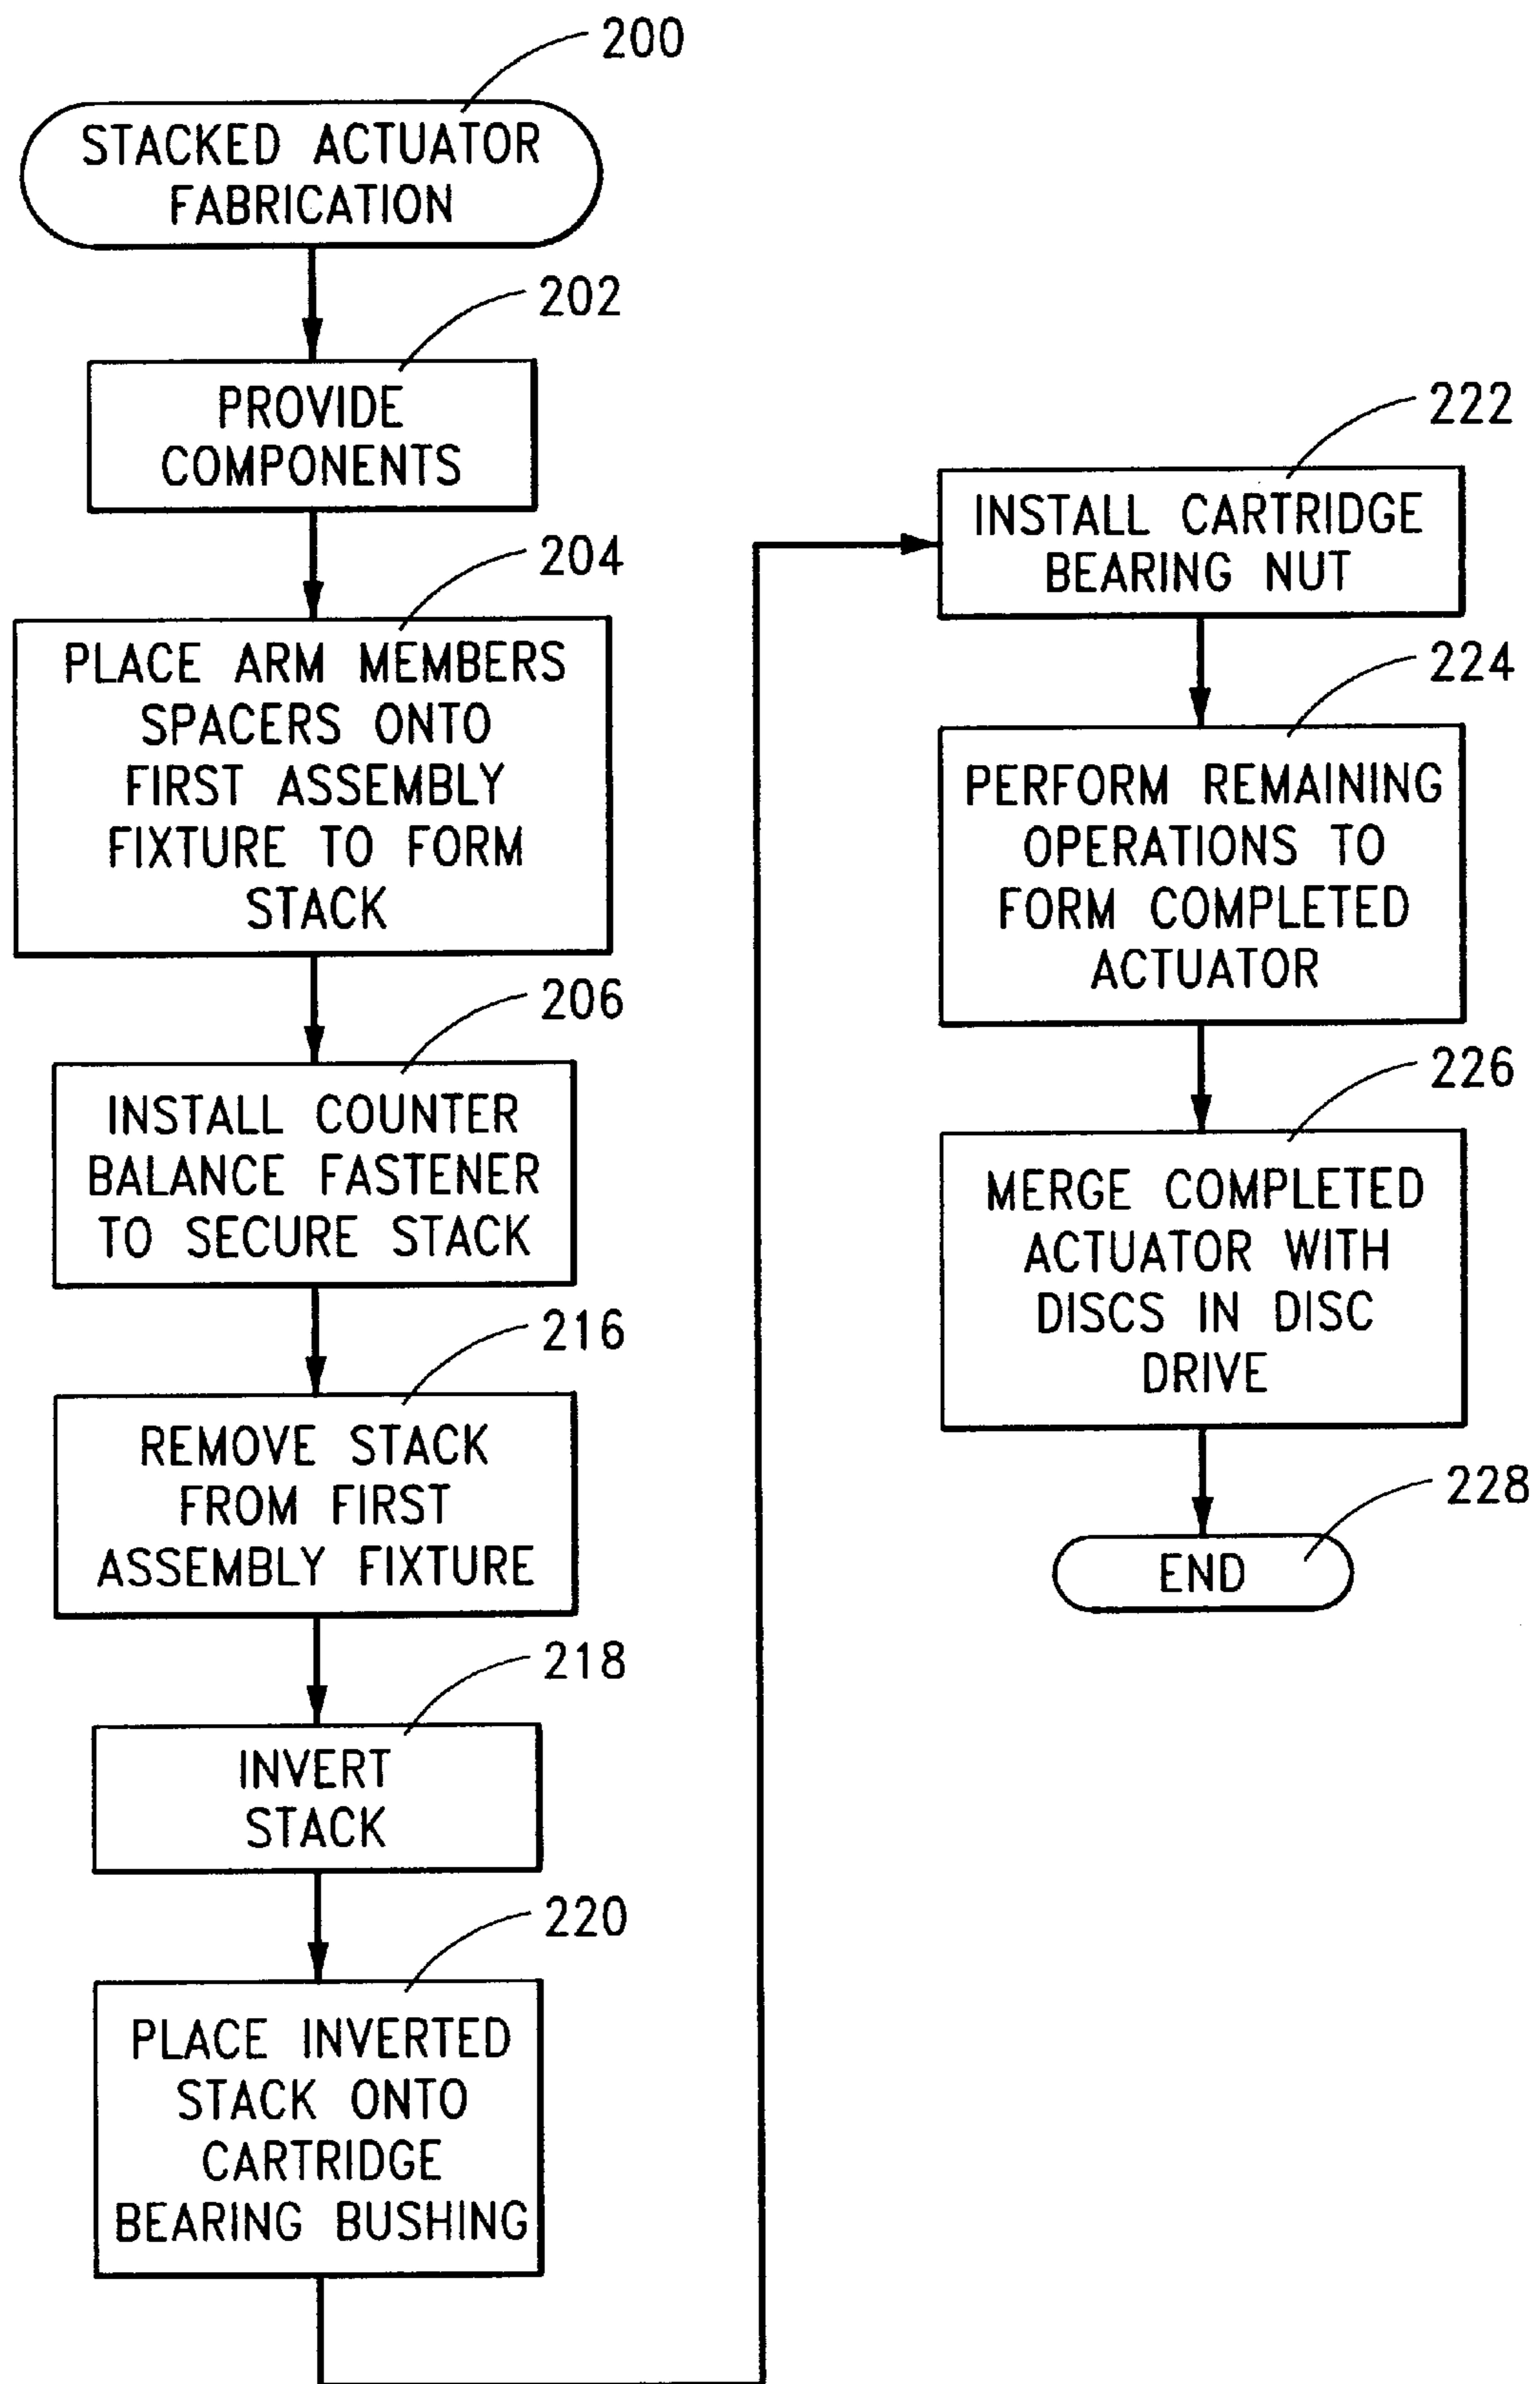 200
STACKED ACTUATOR
FABRICATION
202
PROVIDE
COMPONENTS
204
PLACE ARM MEMBERS
SPACERS ONTO
FIRST ASSEMBLY
FIXTURE TO FORM
STACK
206
INSTALL COUNTER
BALANCE FASTENER
TO SECURE STACK
216
REMOVE STACK
FROM FIRST
ASSEMBLY FIXTURE
218
INVERT
STACK
220
PLACE INVERTED
STACK ONTO
CARTRIDGE
BEARING BUSHING
222
INSTALL CARTRIDGE
BEARING NUT
224
PERFORM REMAINING
OPERATIONS TO
FORM COMPLETED
ACTUATOR
226
MERGE COMPLETED
ACTUATOR WITH
DISCS IN DISC
DRIVE
228
END